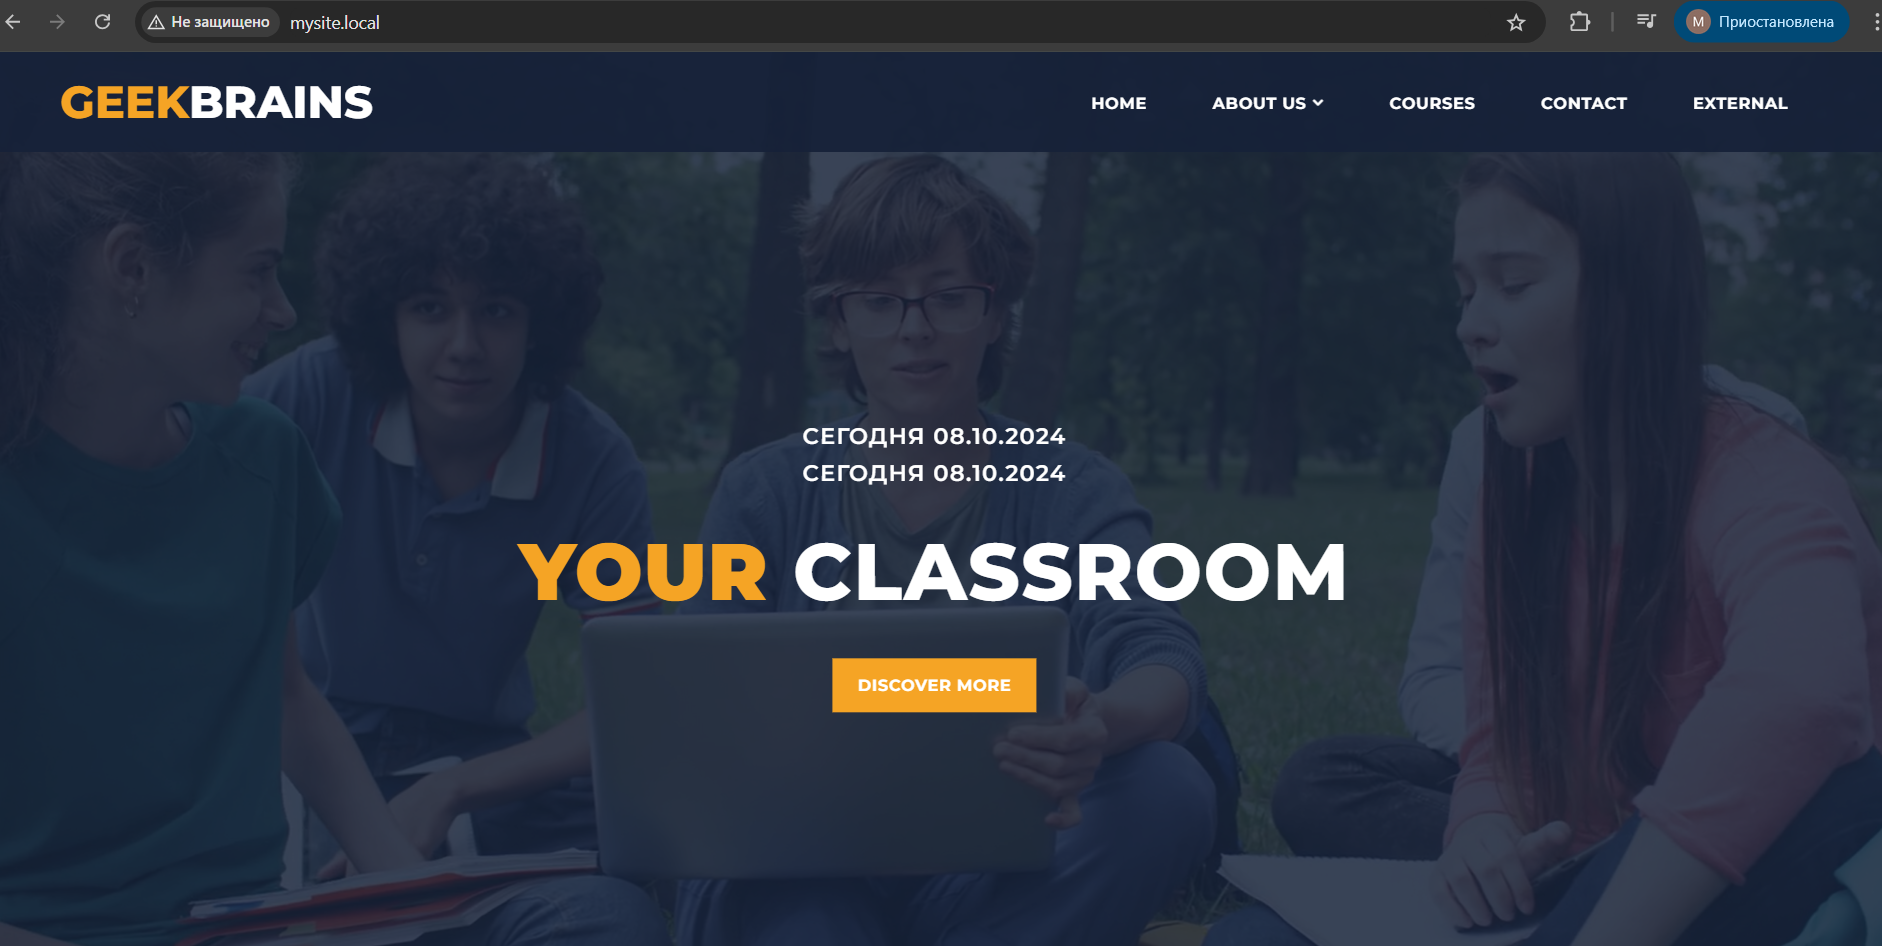 Не защищено mysite.local M Приостановлена
GEEKBRAINS HOME ABOUT US COURSES CONTACT EXTERNAL
СЕГОДНЯ 08.10.2024
СЕГОДНЯ 08.10.2024
YOUR CLASSROOM
DISCOVER MORE